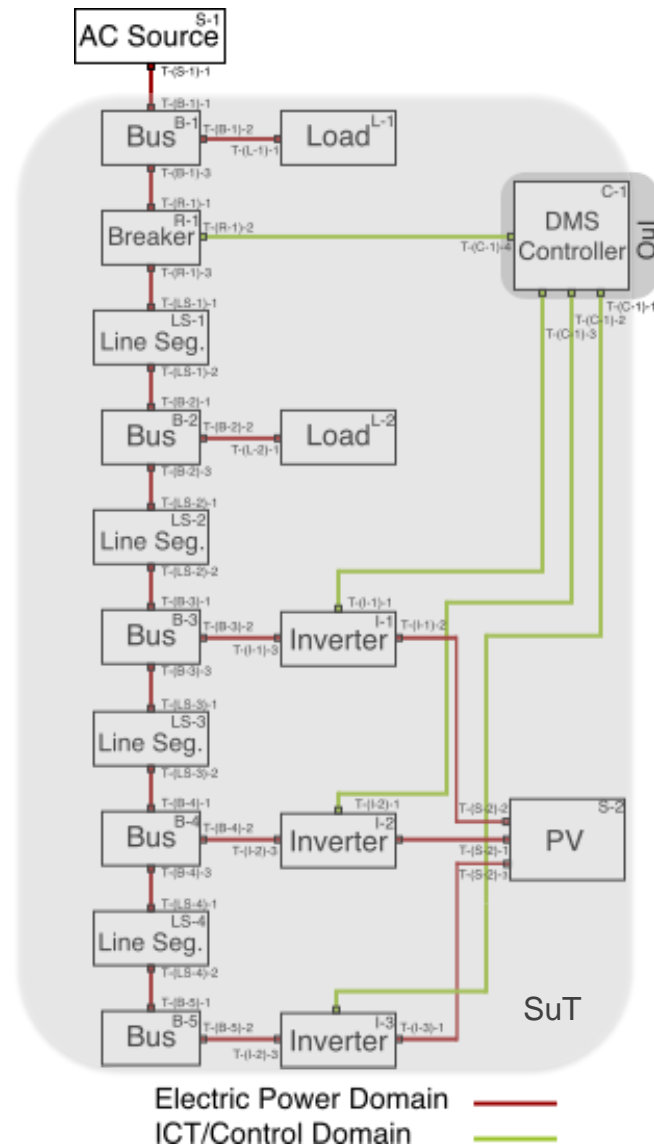 S-1
AC Source
T-(S-1)-1
T-(B-1)-1
B-1
Bus
T-(B-1)-2
T-(L-1)-1
L-1
Load
T-(B-1)-3
T-(R-1)-1
R-1
Breaker
T-(R-1)-2
T-(C-1)-4
C-1
DMS
Controller
OuI
T-(C-1)-1
T-(C-1)-2
T-(C-1)-3
T-(R-1)-3
T-(LS-1)-1
LS-1
Line Seg.
T-(LS-1)-2
T-(B-2)-1
B-2
Bus
T-(B-2)-2
T-(L-2)-1
L-2
Load
T-(B-2)-3
T-(LS-2)-1
LS-2
Line Seg.
T-(LS-2)-2
T-(B-3)-1
B-3
Bus
T-(B-3)-2
T-(I-1)-3
T-(I-1)-1
I-1
Inverter
T-(I-1)-2
T-(B-3)-3
T-(LS-3)-1
LS-3
Line Seg.
T-(LS-3)-2
T-(B-4)-1
B-4
Bus
T-(B-4)-2
T-(I-2)-3
T-(I-2)-1
I-2
Inverter
T-(S-2)-2
T-(S-2)-1
S-2
PV
T-(B-4)-3
T-(LS-4)-1
LS-4
Line Seg.
T-(LS-4)-2
T-(B-5)-1
B-5
Bus
T-(B-5)-2
T-(I-2)-3
I-3
Inverter
T-(I-3)-1
SuT
Electric Power Domain
ICT/Control Domain